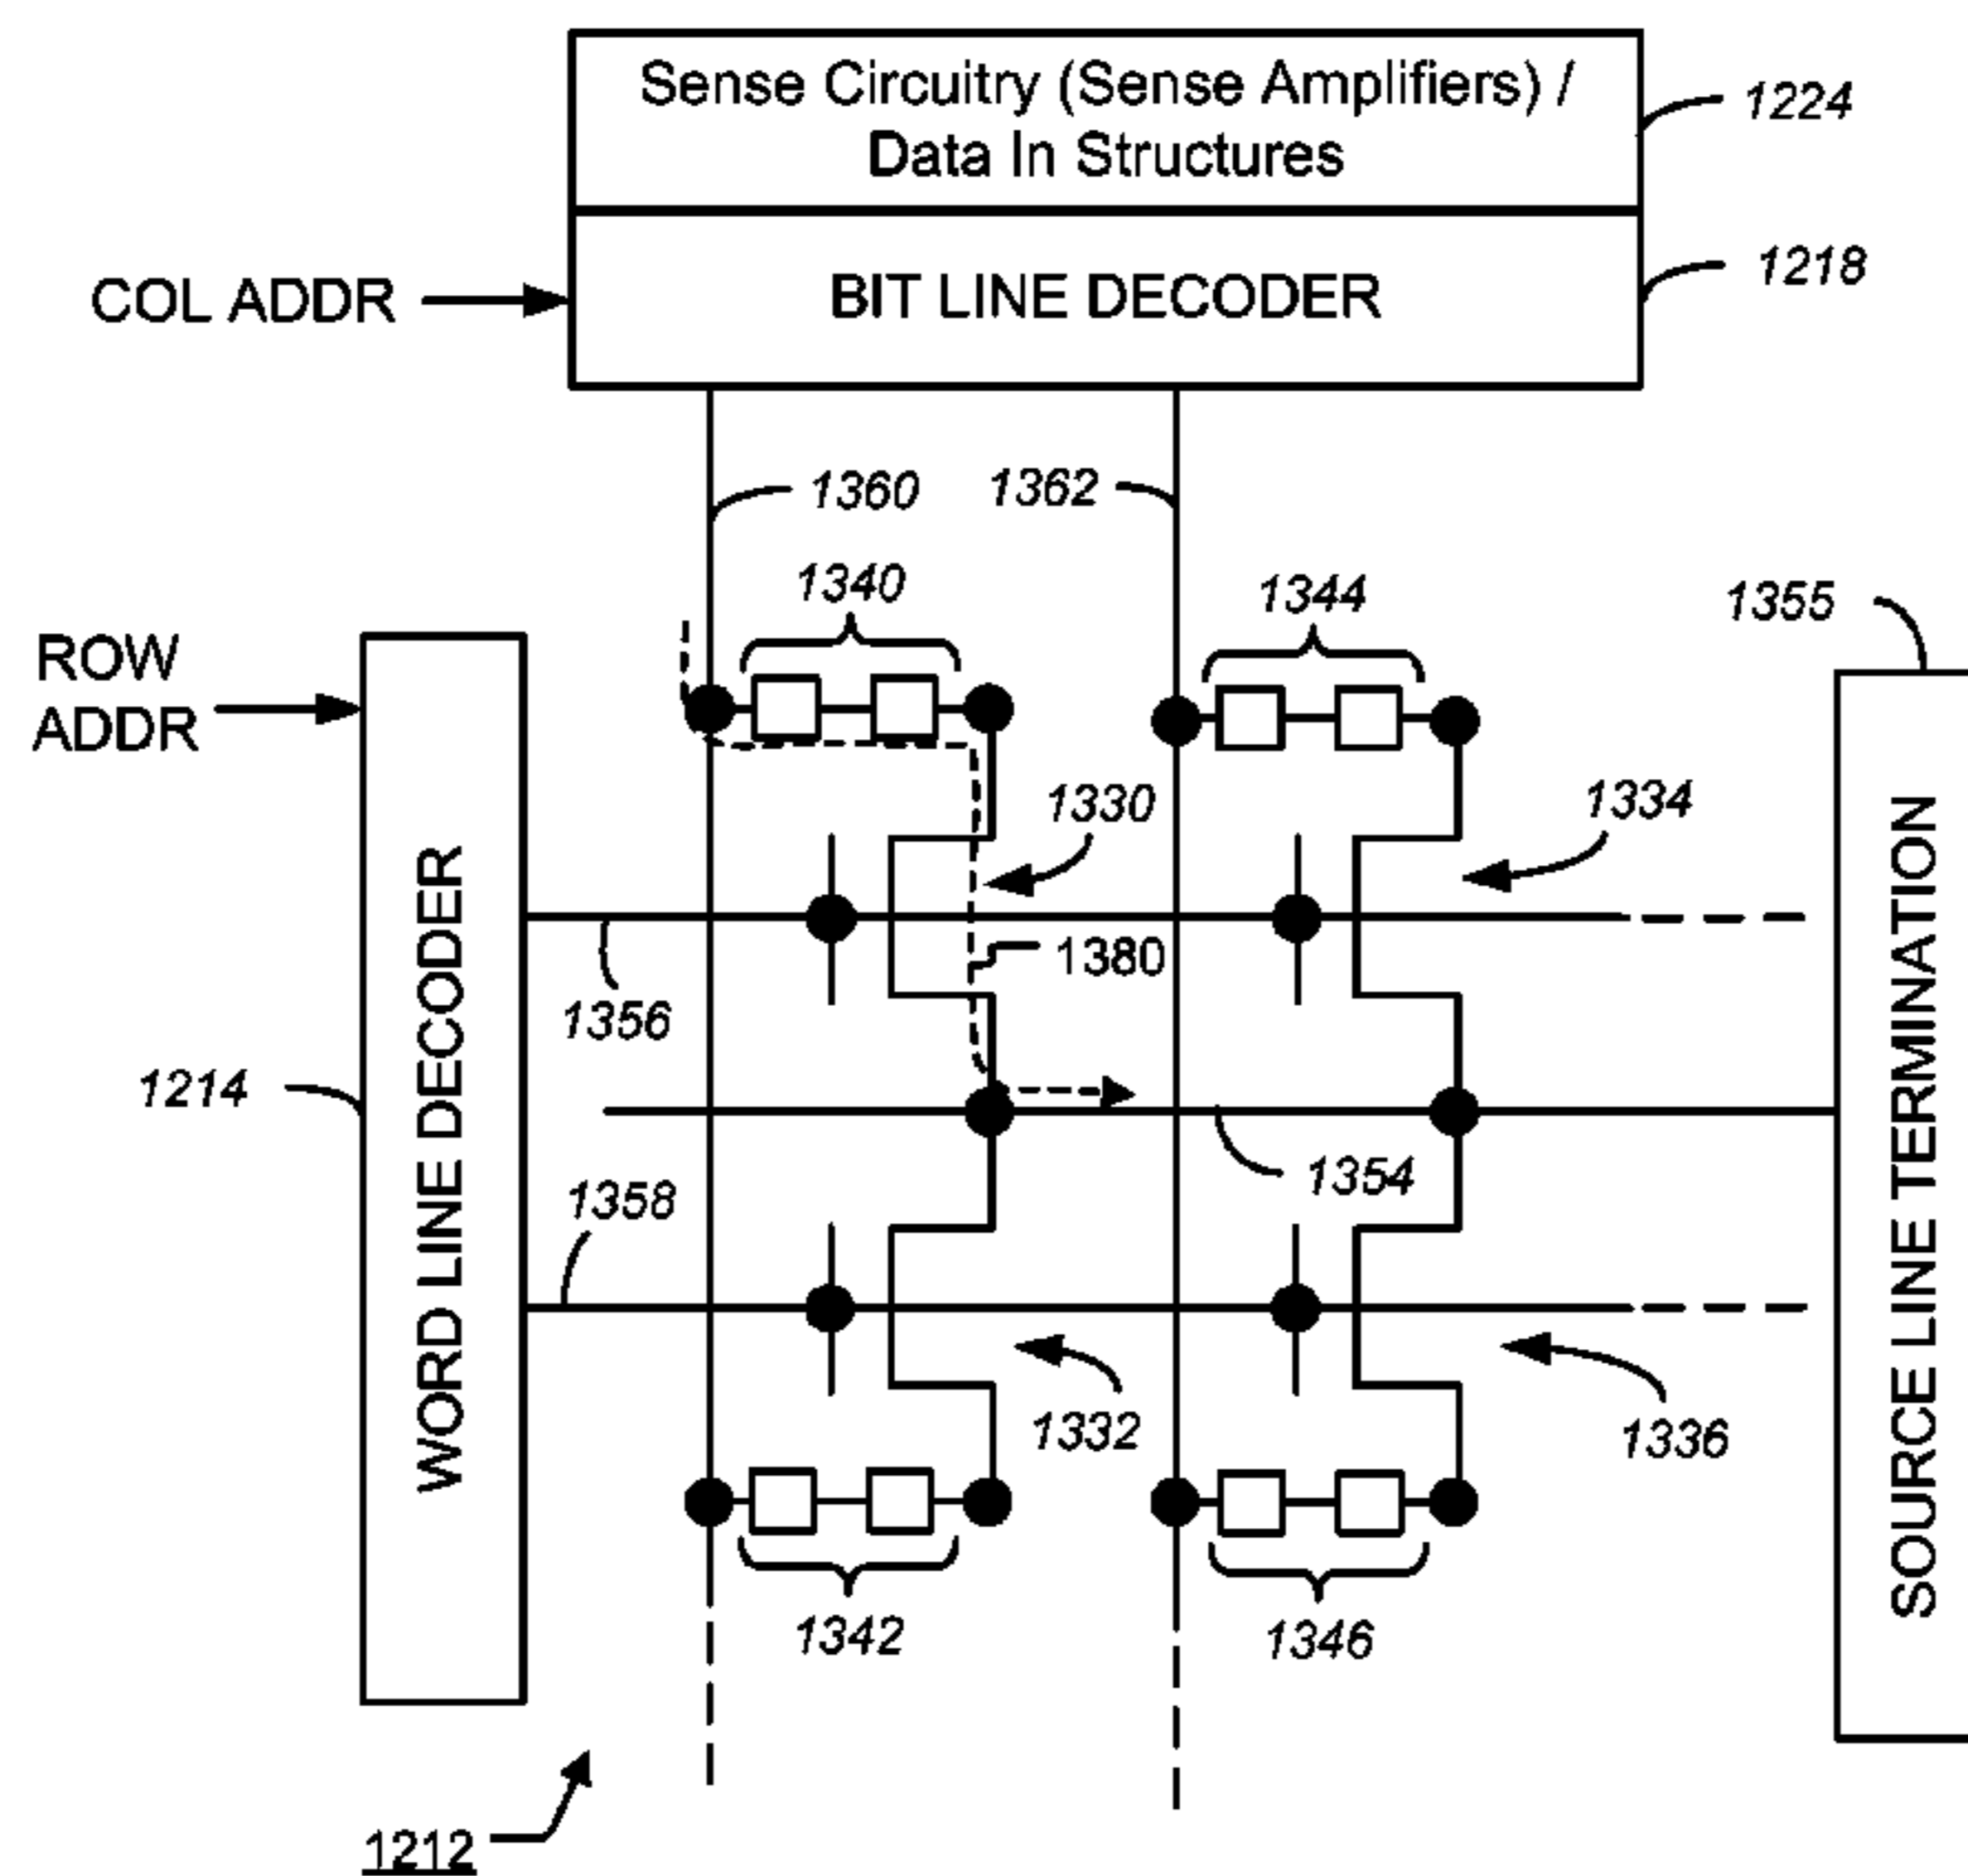 Sense Circuitry (Sense Amplifiers) /
Data In Structures
1224
COL ADDR
BIT LINE DECODER
1218
1360
1362
1340
1344
1355
ROW
ADDR
1330
1334
1380
1356
WORD LINE DECODER
SOURCE LINE TERMINATION
1214
1354
1358
1332
1336
1342
1346
1212